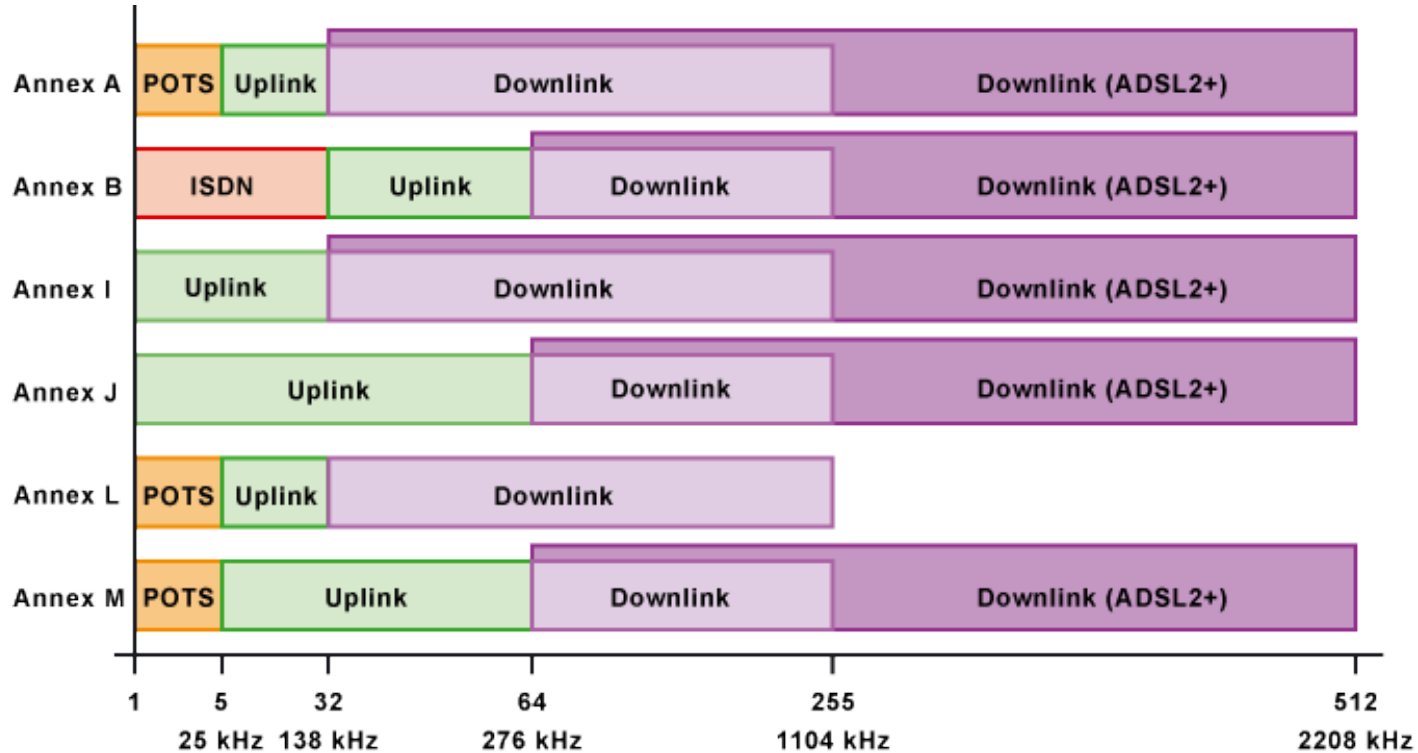 Annex A POTS Uplink Downlink Downlink (ADSL2+)
Annex B ISDN Uplink Downlink Downlink (ADSL2+)
Annex I Uplink Downlink Downlink (ADSL2+)
Annex J Uplink Downlink Downlink (ADSL2+)
Annex L POTS Uplink Downlink
Annex M POTS Uplink Downlink Downlink (ADSL2+)
1 5 32 64 255 512
25 kHz 138 kHz 276 kHz 1104 kHz 2208 kHz